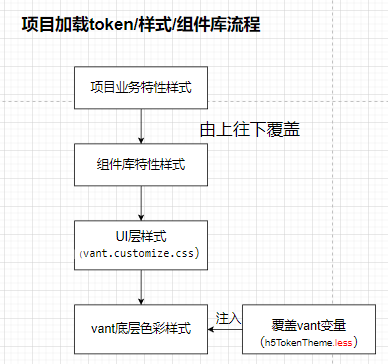 项目加载token/样式/组件库流程
项目业务特性样式
由上往下覆盖
组件库特性样式
UI层样式
(vant.customize.css)
vant底层色彩样式
注入
覆盖vant变量
(h5TokenTheme.less)